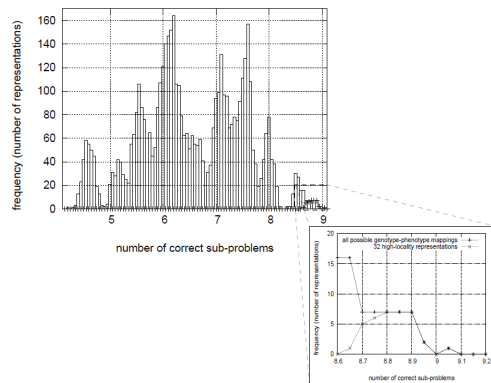 160
140
120
100
80
60
40
20
0
frequency (number of representations)
5 6 7 8 9
number of correct sub-problems
20
15
10
5
0
frequency (number of representations)
all possible genotype-phenotype mappings
32 high-locality representations
8.6 8.7 8.8 8.9 9 9.1 9.2
number of correct sub-problems